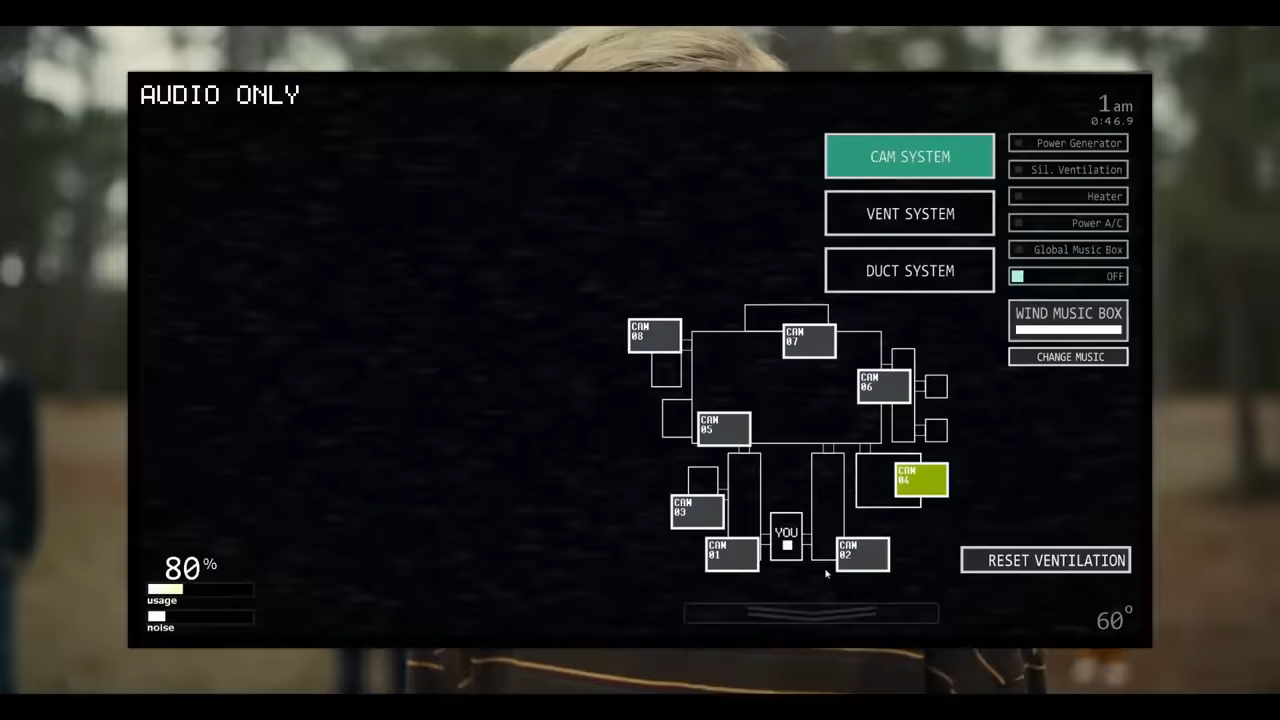 AUDIO ONLY
1 am
0:46.9
CAM SYSTEM
VENT SYSTEM
DUCT SYSTEM
Power Generator
Sil. Ventilation
Heater
Power A/C
Global Music Box
OFF
WIND MUSIC BOX
CHANGE MUSIC
CAM
08
CAM
07
CAM
06
CAM
05
CAM
04
CAM
03
YOU
CAM
01
CAM
02
RESET VENTILATION
80%
usage
noise
60°